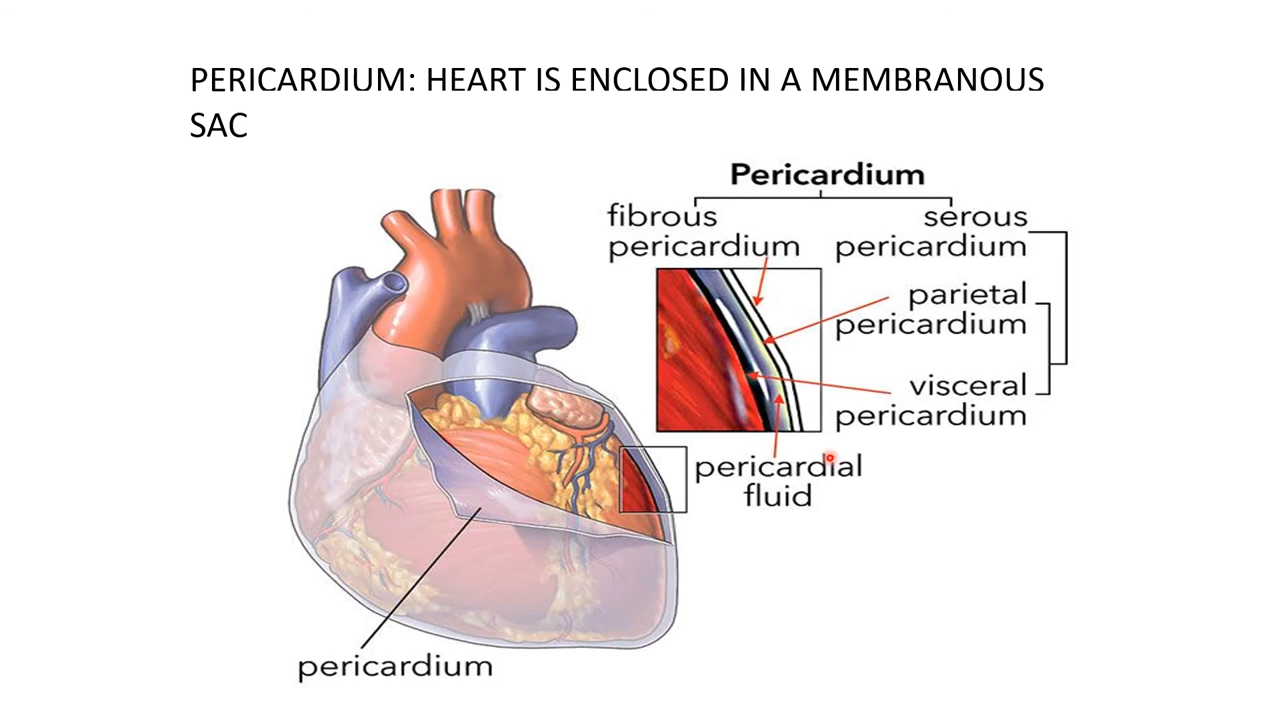 PERICARDIUM: HEART IS ENCLOSED IN A MEMBRANOUS
SAC
Pericardium
fibrous
pericardium
serous
pericardium
parietal
pericardium
visceral
pericardium
pericardial
fluid
pericardium